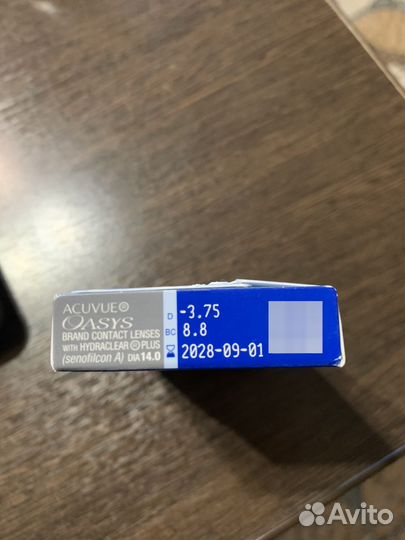 ACUVUE®
OASYS
BRAND CONTACT LENSES
WITH HYDRACLEAR® PLUS
(senofilcon A) DIA 14.0
D -3.75
BC 8.8
2028-09-01
Avito